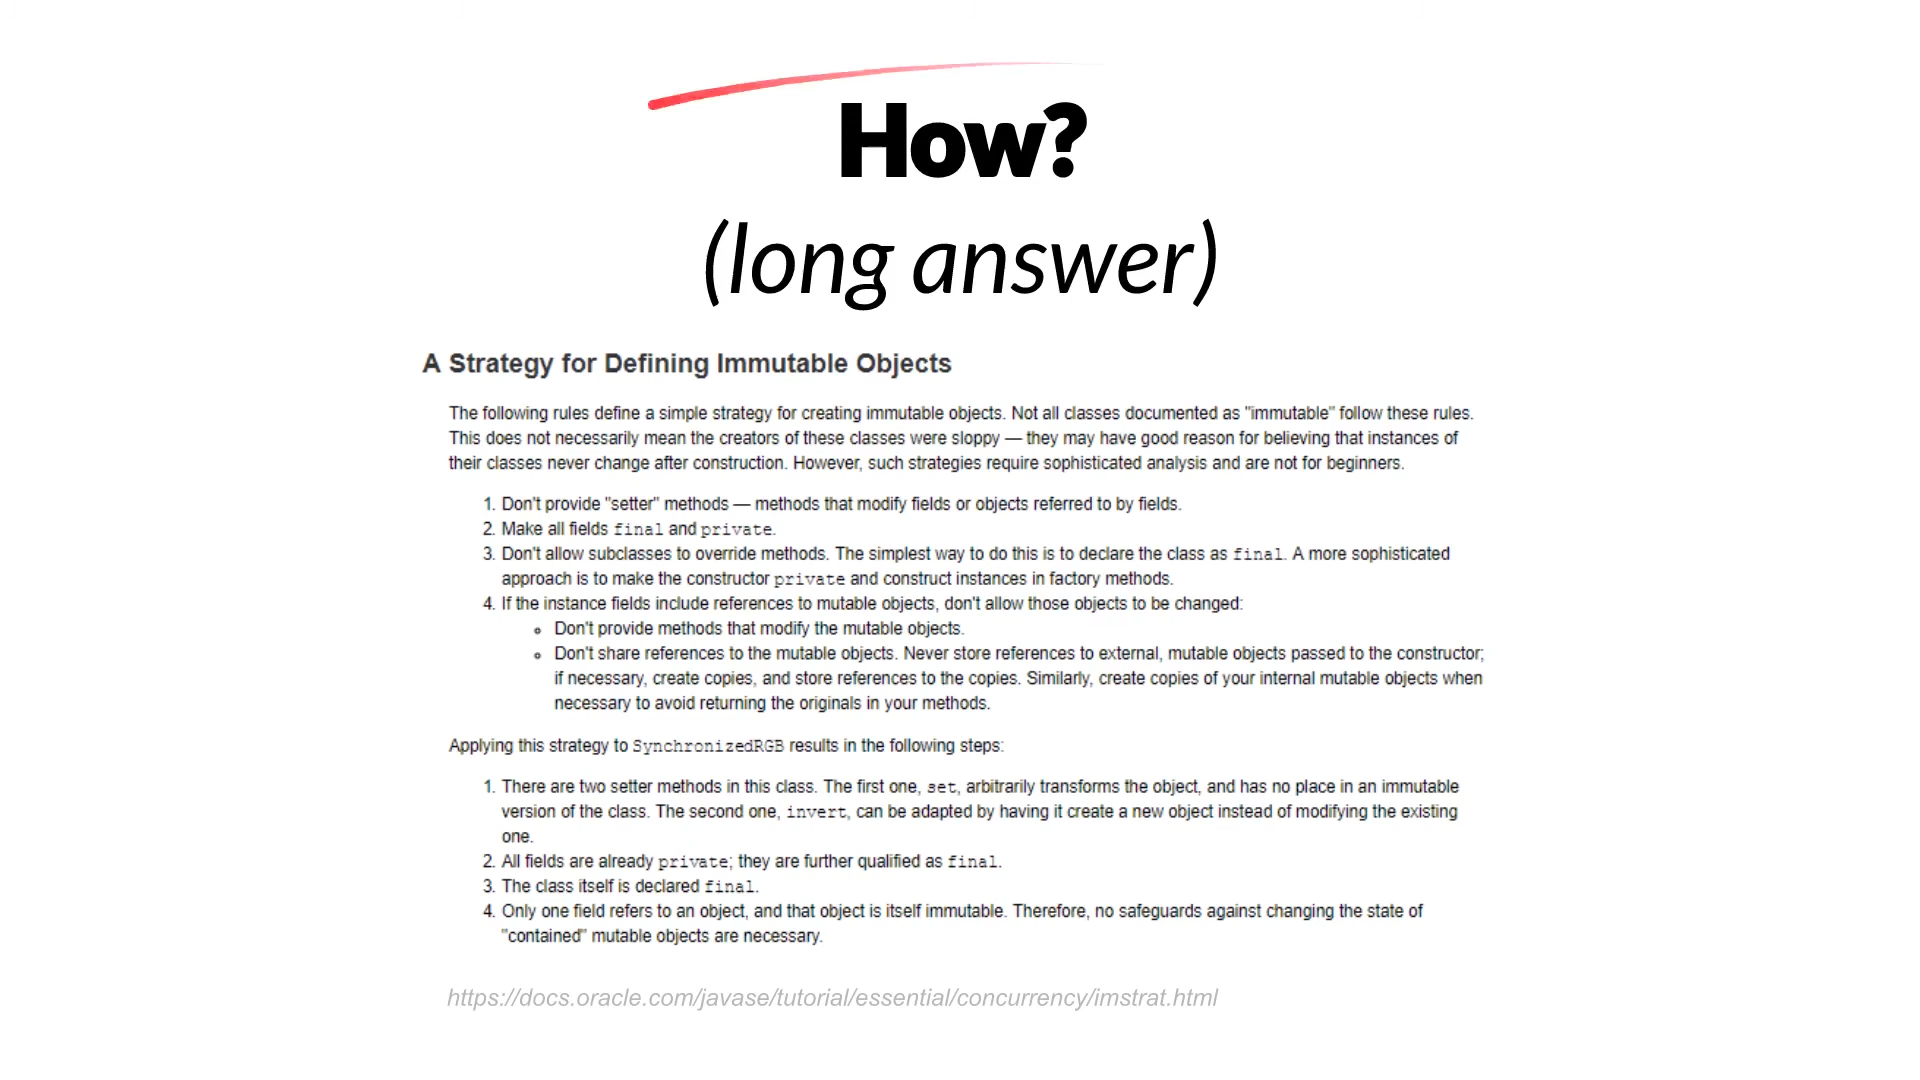 How?
(long answer)
A Strategy for Defining Immutable Objects
The following rules define a simple strategy for creating immutable objects. Not all classes documented as "immutable" follow these rules.
This does not necessarily mean the creators of these classes were sloppy — they may have good reason for believing that instances of
their classes never change after construction. However, such strategies require sophisticated analysis and are not for beginners.
1. Don't provide "setter" methods — methods that modify fields or objects referred to by fields.
2. Make all fields final and private.
3. Don't allow subclasses to override methods. The simplest way to do this is to declare the class as final. A more sophisticated
approach is to make the constructor private and construct instances in factory methods.
4. If the instance fields include references to mutable objects, don't allow those objects to be changed:
∘ Don't provide methods that modify the mutable objects.
∘ Don't share references to the mutable objects. Never store references to external, mutable objects passed to the constructor;
if necessary, create copies, and store references to the copies. Similarly, create copies of your internal mutable objects when
necessary to avoid returning the originals in your methods.
Applying this strategy to SynchronizedRGB results in the following steps:
1. There are two setter methods in this class. The first one, set, arbitrarily transforms the object, and has no place in an immutable
version of the class. The second one, invert, can be adapted by having it create a new object instead of modifying the existing
one.
2. All fields are already private; they are further qualified as final.
3. The class itself is declared final.
4. Only one field refers to an object, and that object is itself immutable. Therefore, no safeguards against changing the state of
"contained" mutable objects are necessary.
https://docs.oracle.com/javase/tutorial/essential/concurrency/imstrat.html